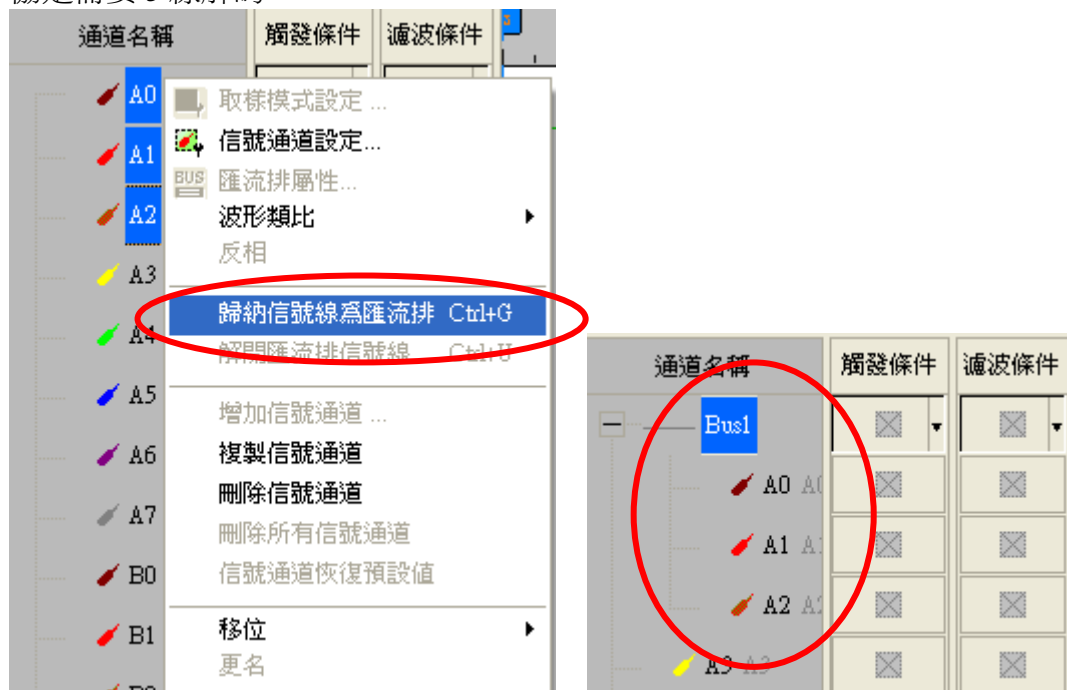 通道名稱 觸發條件 濾波條件
A0
A1
A2
A3
A4
A5
A6
A7
B0
B1
取樣模式設定 ...
信號通道設定...
BUS 匯流排屬性...
波形類比
反相
歸納信號線爲匯流排 Ctrl+G
解開匯流排信號線 Ctrl+U
增加信號通道 ...
複製信號通道
刪除信號通道
刪除所有信號通道
信號通道恢復預設値
移位
更名
通道名稱 觸發條件 濾波條件
Bus1
A0
A1
A2
A3 A3